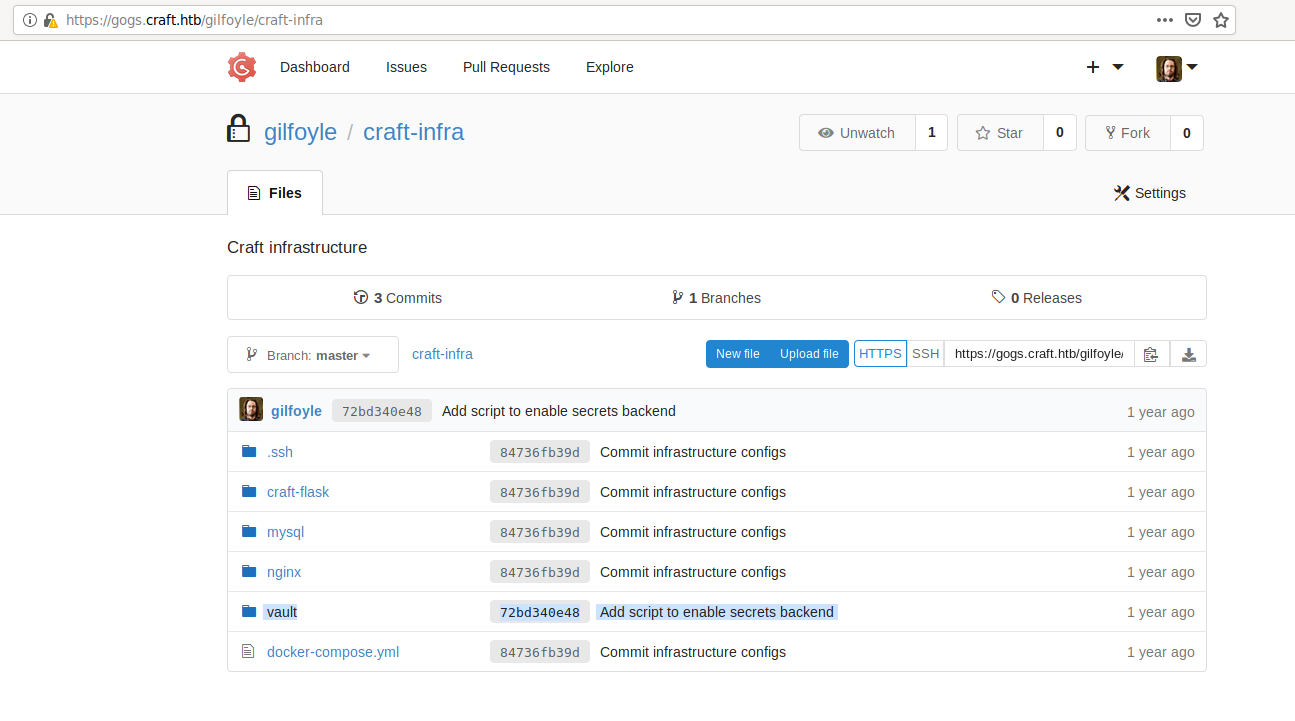 https://gogs.craft.htb/gilfoyle/craft-infra
Dashboard Issues Pull Requests Explore
gilfoyle / craft-infra Unwatch 1 Star 0 Fork 0
Files Settings
Craft infrastructure
3 Commits 1 Branches 0 Releases
Branch: master craft-infra New file Upload file HTTPS SSH https://gogs.craft.htb/gilfoyle/
gilfoyle 72bd340e48 Add script to enable secrets backend 1 year ago
.ssh 84736fb39d Commit infrastructure configs 1 year ago
craft-flask 84736fb39d Commit infrastructure configs 1 year ago
mysql 84736fb39d Commit infrastructure configs 1 year ago
nginx 84736fb39d Commit infrastructure configs 1 year ago
vault 72bd340e48 Add script to enable secrets backend 1 year ago
docker-compose.yml 84736fb39d Commit infrastructure configs 1 year ago